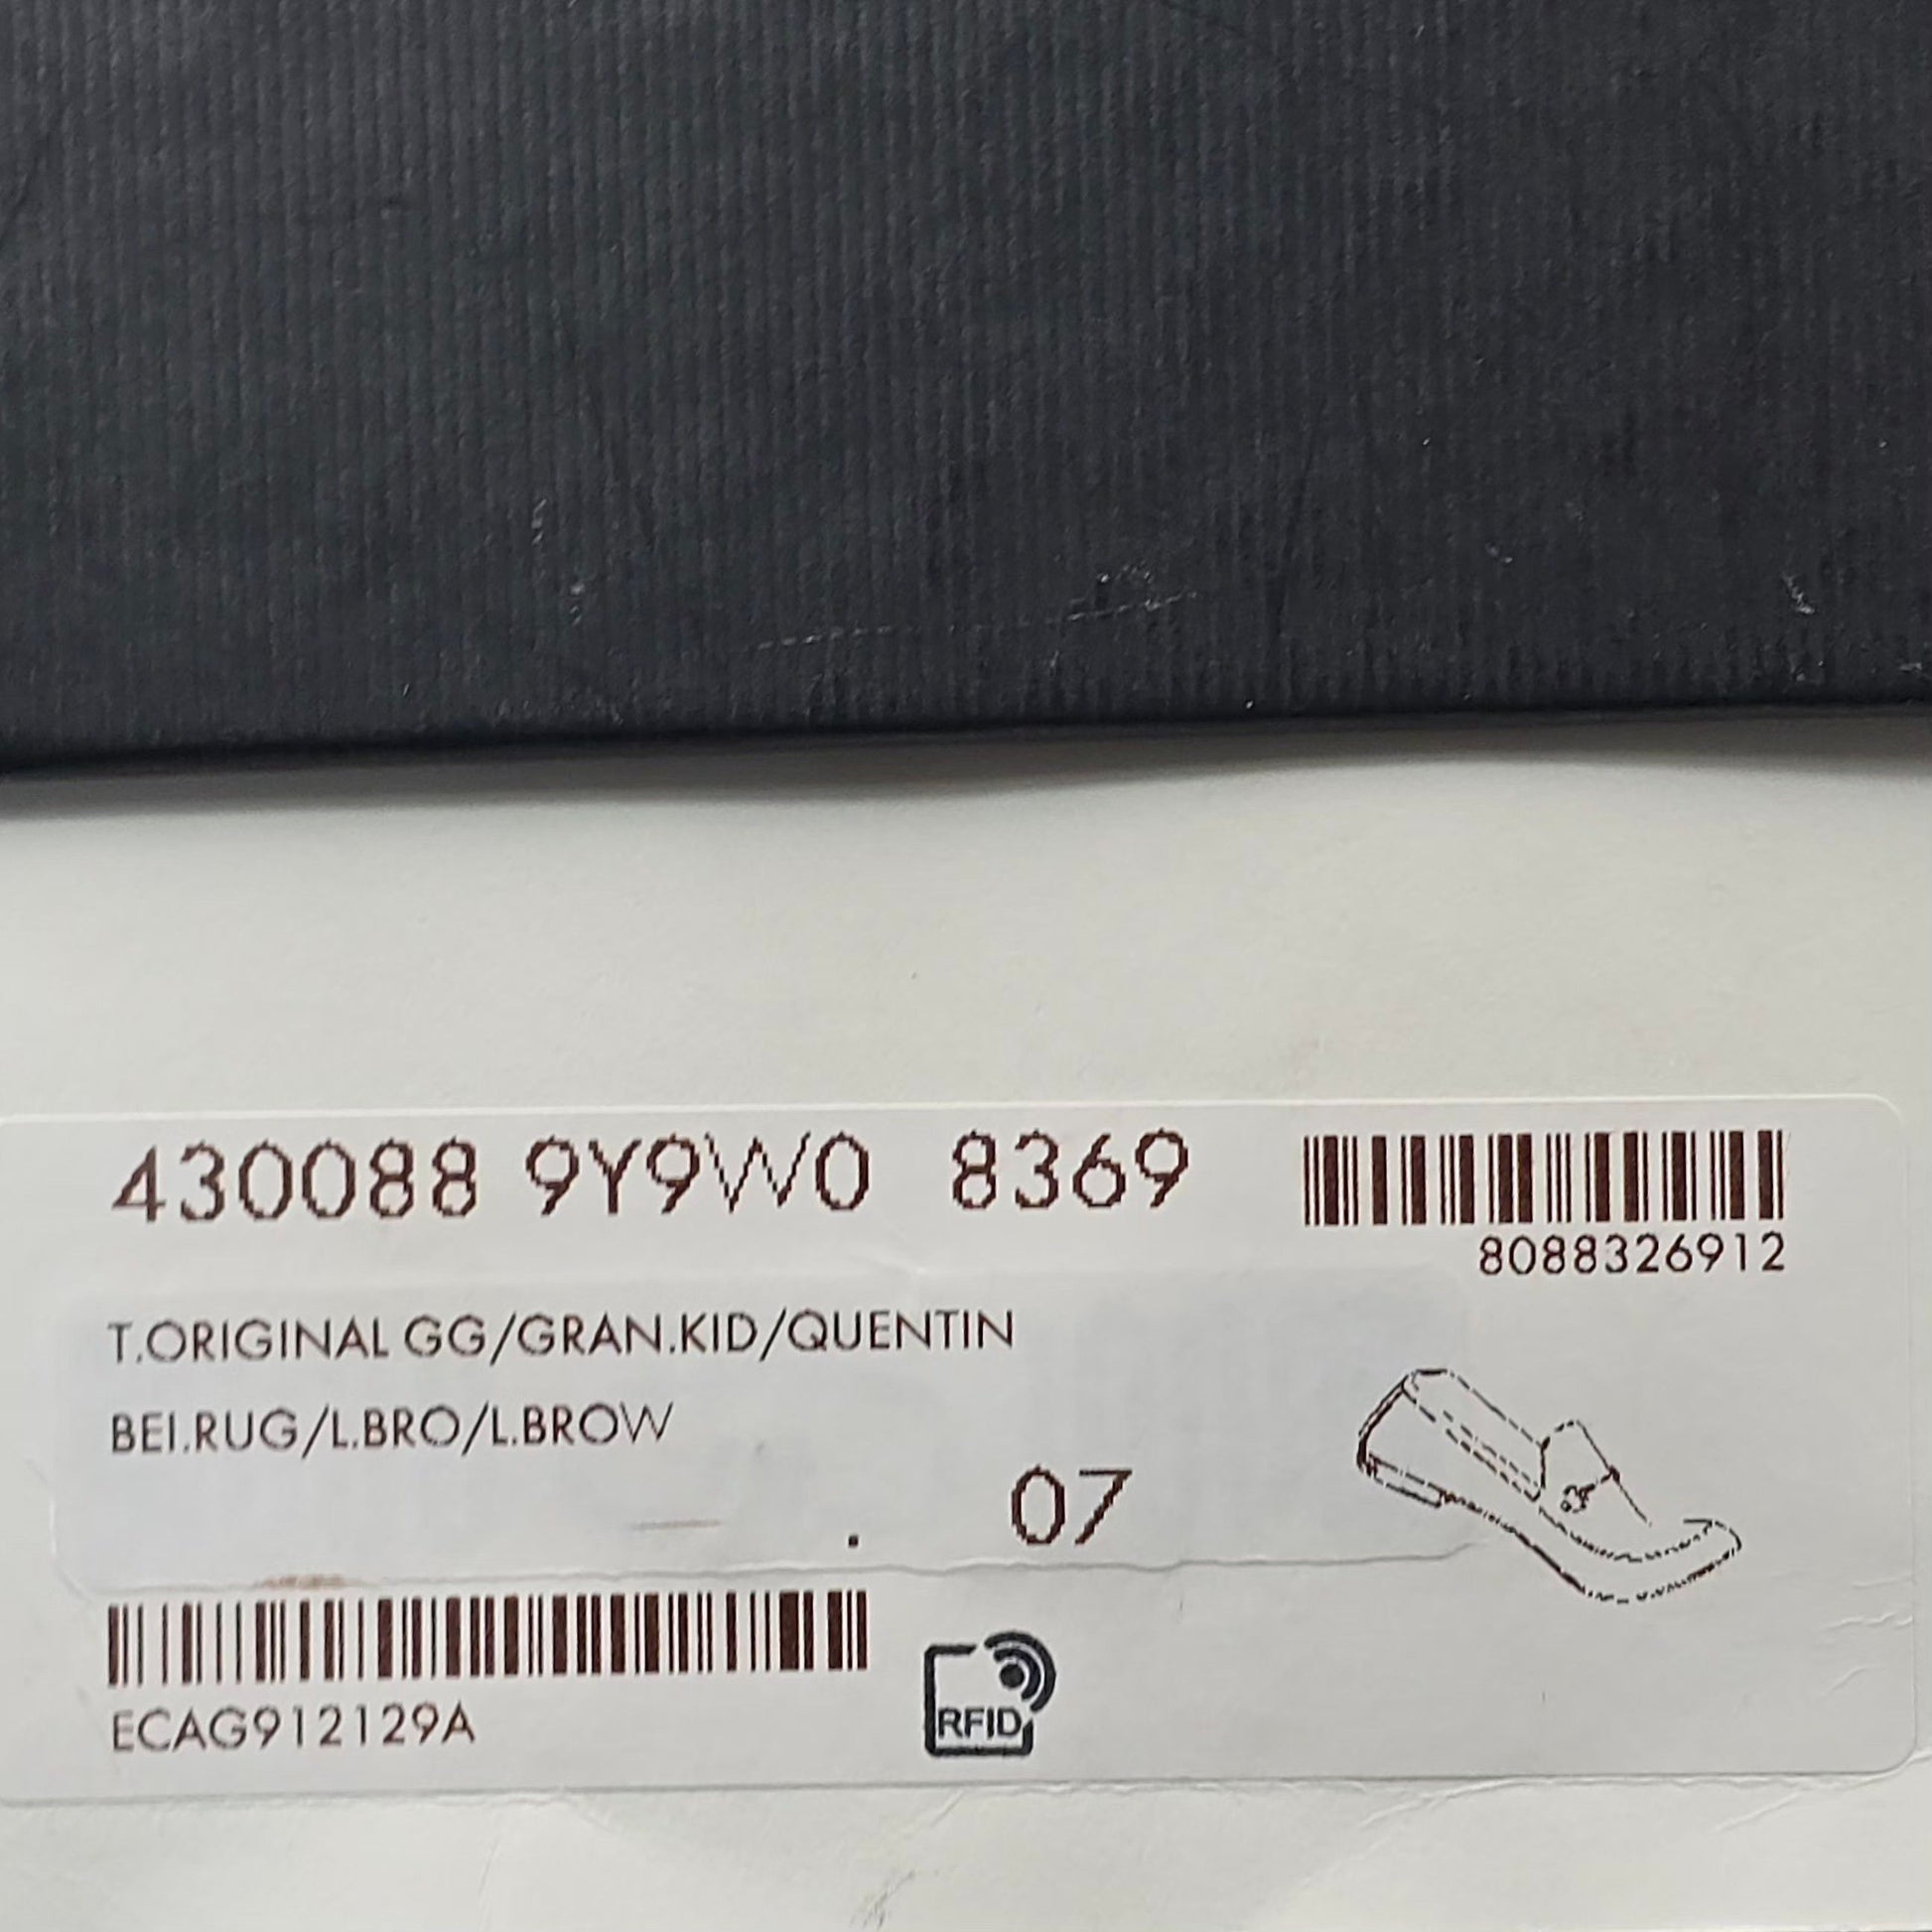 430088 9Y9W0 8369
8088326912
T.ORIGINAL GG/GRAN.KID/QUENTIN
BEI.RUG/L.BRO/L.BROW
. 07
ECAG912129A
RFID